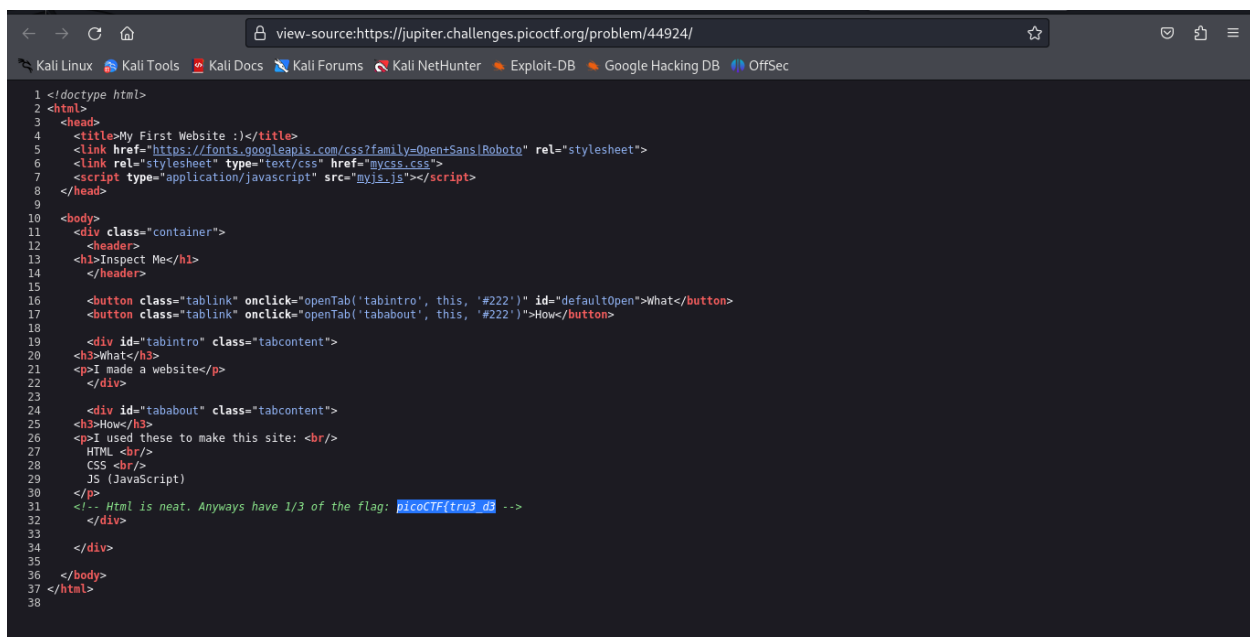 view-source:https://jupiter.challenges.picoctf.org/problem/44924/
Kali Linux Kali Tools Kali Docs Kali Forums Kali NetHunter Exploit-DB Google Hacking DB OffSec
1 <!doctype html>
2 <html>
3 <head>
4 <title>My First Website :)</title>
5 <link href="https://fonts.googleapis.com/css?family=Open+Sans|Roboto" rel="stylesheet">
6 <link rel="stylesheet" type="text/css" href="mycss.css">
7 <script type="application/javascript" src="myjs.js"></script>
8 </head>
9
10 <body>
11 <div class="container">
12 <header>
13 <h1>Inspect Me</h1>
14 </header>
15
16 <button class="tablink" onclick="openTab('tabintro', this, '#222')" id="defaultOpen">What</button>
17 <button class="tablink" onclick="openTab('tababout', this, '#222')">How</button>
18
19 <div id="tabintro" class="tabcontent">
20 <h3>What</h3>
21 <p>I made a website</p>
22 </div>
23
24 <div id="tababout" class="tabcontent">
25 <h3>How</h3>
26 <p>I used these to make this site: <br/>
27 HTML <br/>
28 CSS <br/>
29 JS (JavaScript)
30 </p>
31 <!-- Html is neat. Anyways have 1/3 of the flag: picoCTF{tru3_d3 -->
32 </div>
33
34 </div>
35
36 </body>
37 </html>
38